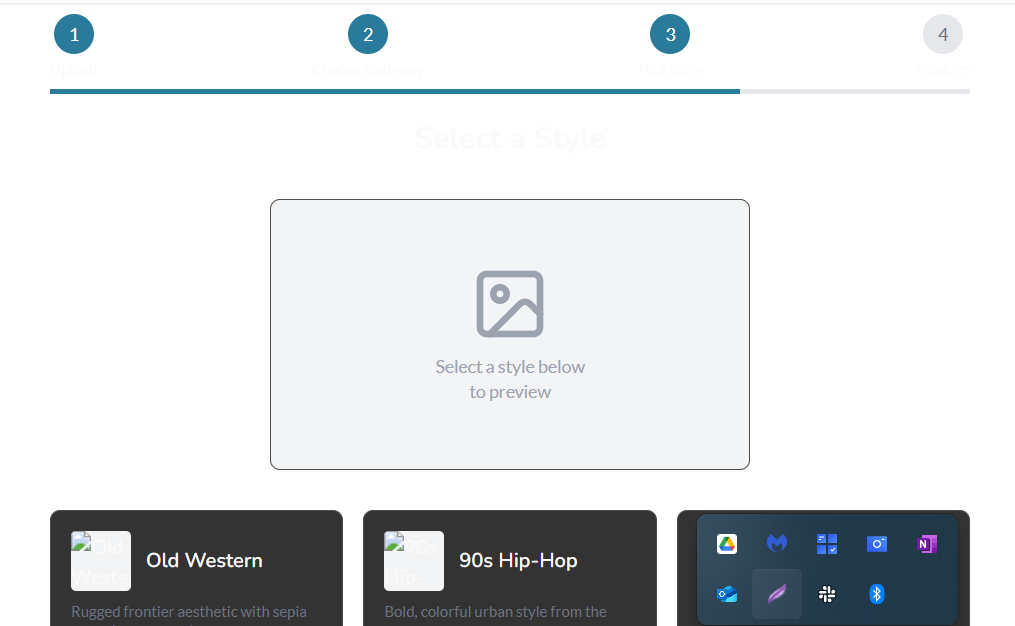 1 2 3 4
Upload Choose Category Pick Style Confirm
Select a Style
Select a style below
to preview
Old Western
90s Hip-Hop
Old
Weste
90s
Hip-
Rugged frontier aesthetic with sepia
Bold, colorful urban style from the
N